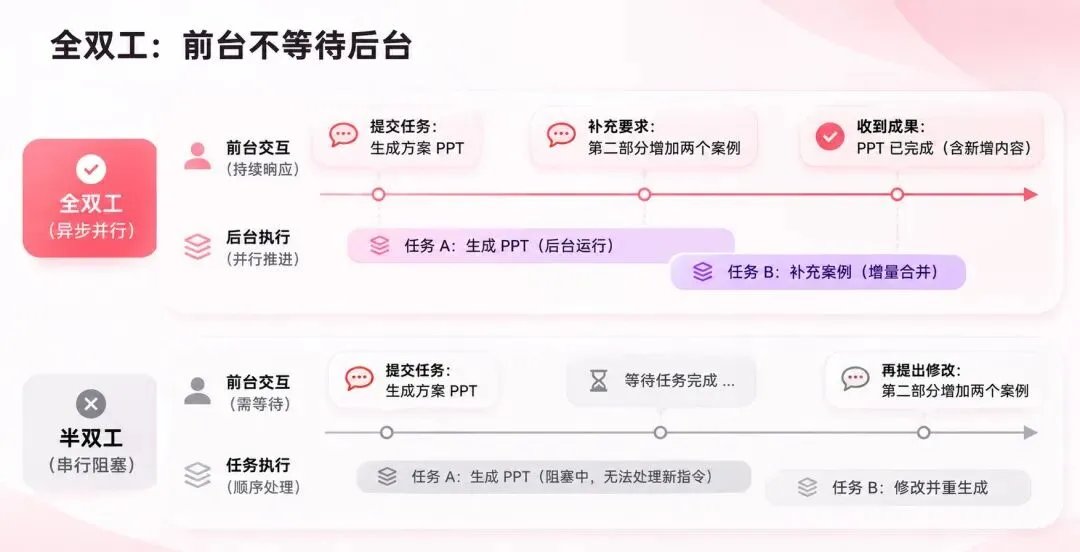 全双工：前台不等待后台
全双工
（异步并行）
前台交互
（持续响应）
提交任务：
生成方案 PPT
补充要求：
第二部分增加两个案例
收到成果：
PPT 已完成（含新增内容）
后台执行
（并行推进）
任务 A：生成 PPT（后台运行）
任务 B：补充案例（增量合并）
半双工
（串行阻塞）
前台交互
（需等待）
提交任务：
生成方案 PPT
等待任务完成 ...
再提出修改：
第二部分增加两个案例
任务执行
（顺序处理）
任务 A：生成 PPT（阻塞中，无法处理新指令）
任务 B：修改并重生成